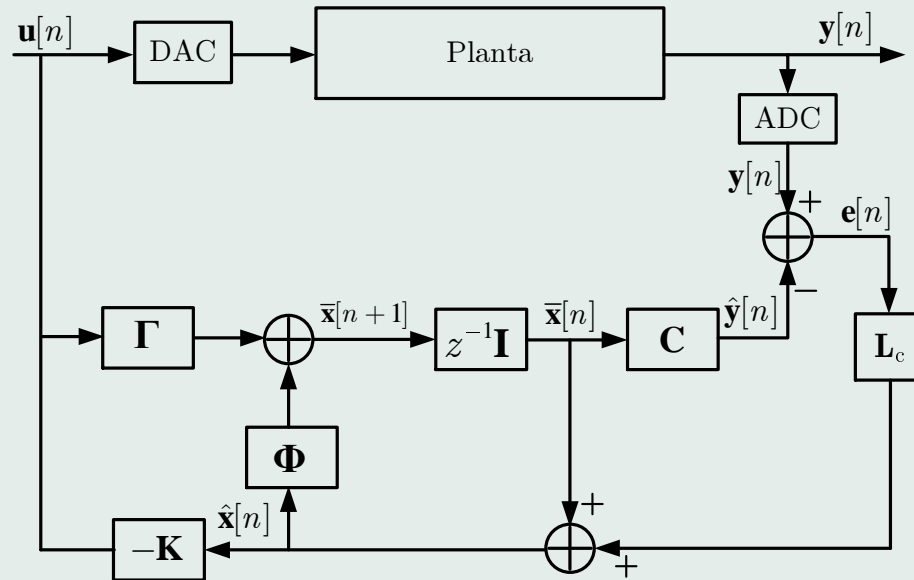 u[n]
DAC
Planta
y[n]
ADC
y[n]
+
e[n]
−
Γ
x̄[n + 1]
z⁻¹I
x̄[n]
C
ŷ[n]
L_c
Φ
x̂[n]
−K
+
+